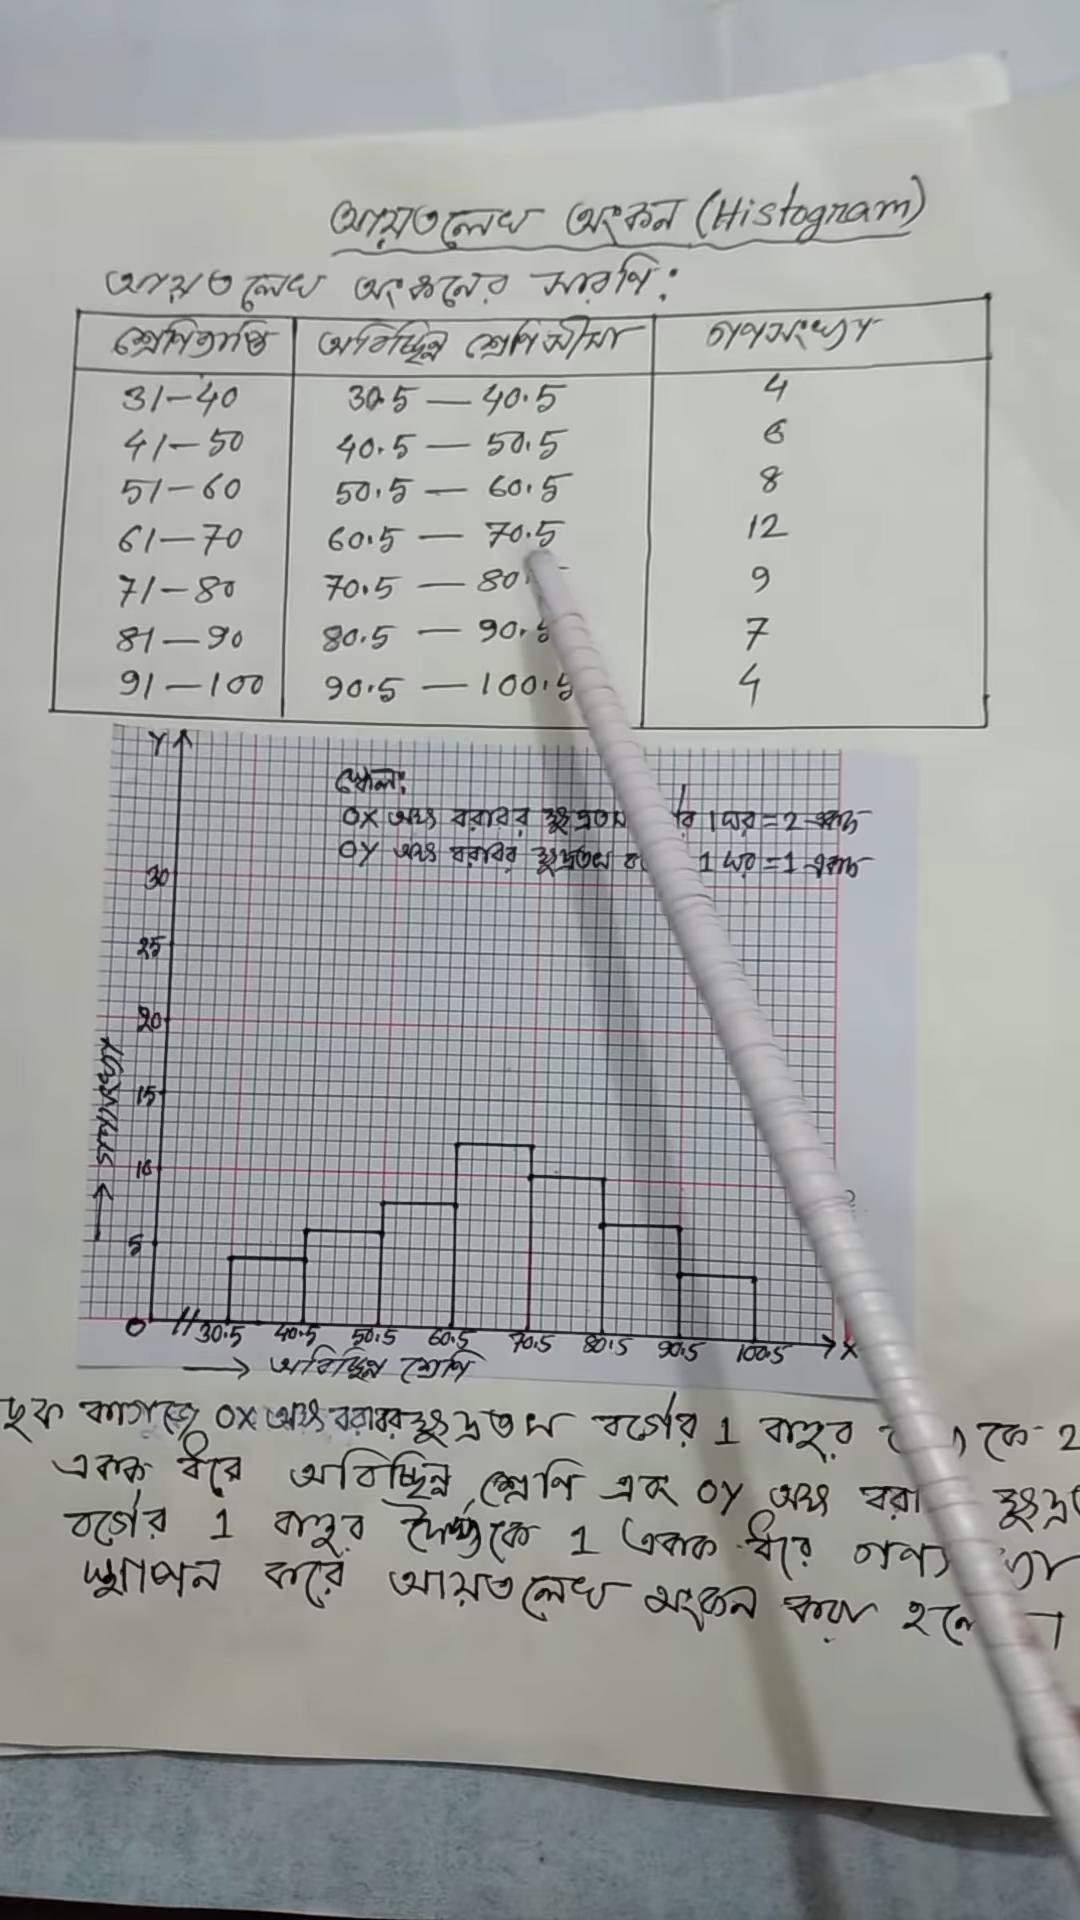 আয়তলেখ অংকন (Histogram)
আয়তলেখ অংকনের সারণি:
শ্রেণিব্যাপ্তি অবিচ্ছিন্ন শ্রেণিসীমা গণসংখ্যা
31-40 30.5 — 40.5 4
41-50 40.5 — 50.5 6
51-60 50.5 — 60.5 8
61-70 60.5 — 70.5 12
71-80 70.5 — 80 9
81-90 80.5 — 90.5 7
91-100 90.5 — 100.5 4
Y
স্কেল:
OX অক্ষ বরাবর ক্ষুদ্রতম 1 ঘর = 2 একক
OY অক্ষ বরাবর ক্ষুদ্রতম 1 ঘর = 1 একক
30
25
20
15
10
5
গণসংখ্যা
0 30.5 40.5 50.5 60.5 70.5 80.5 90.5 100.5 X
অবিচ্ছিন্ন শ্রেণি
ছক কাগজে OX অক্ষ বরাবর ক্ষুদ্রতম বর্গের 1 বাহুর কে 2
একক ধরে অবিচ্ছিন্ন শ্রেণি এবং OY অক্ষ
বর্গের 1 বাহুর দৈর্ঘ্যকে 1 একক ধরে
স্থাপন করে আয়তলেখ অংকন করা